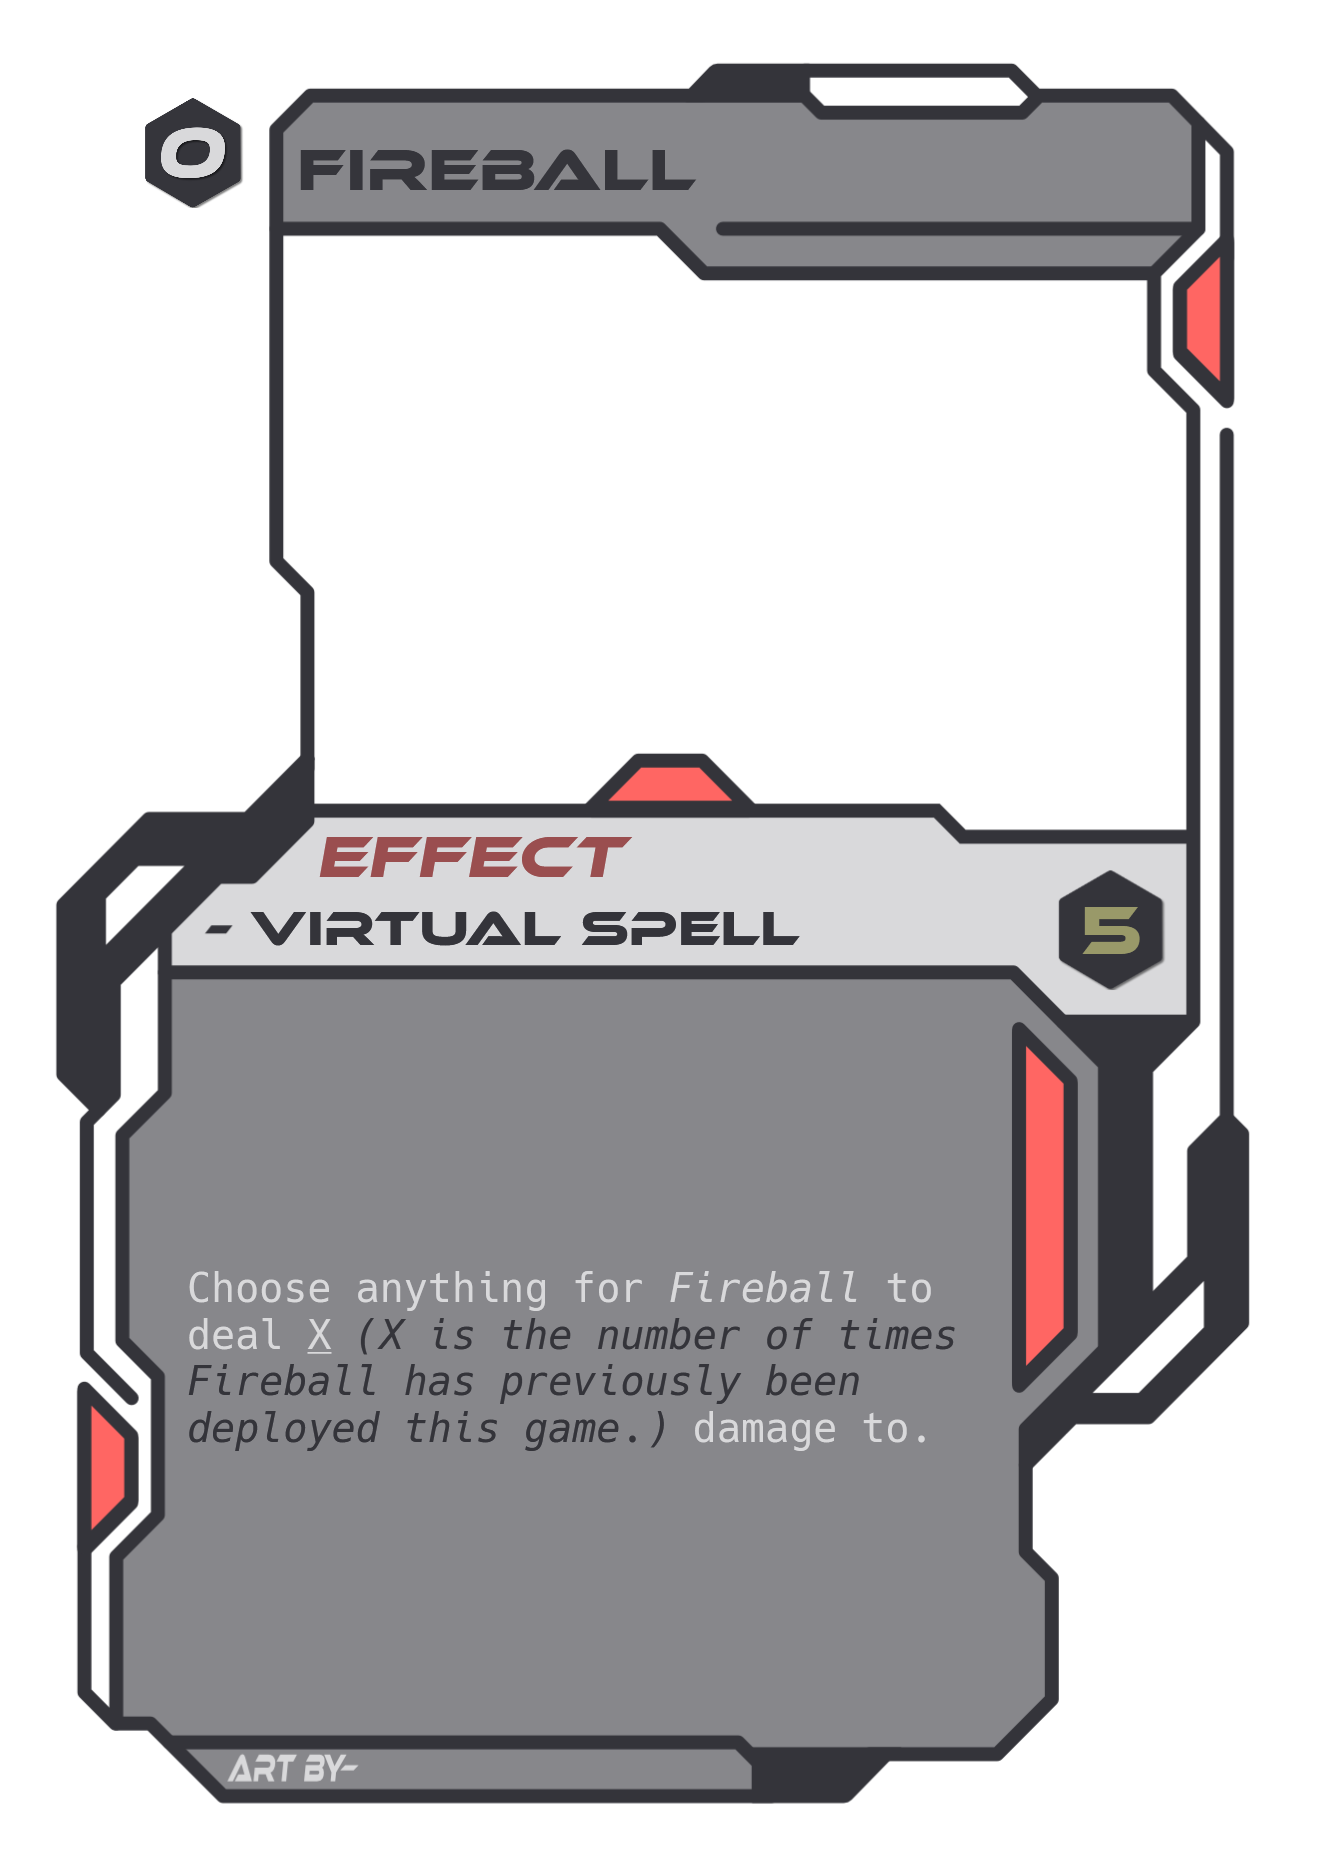 0
FIREBALL
EFFECT
- VIRTUAL SPELL
5
Choose anything for Fireball to
deal X (X is the number of times
Fireball has previously been
deployed this game.) damage to.
ART BY-